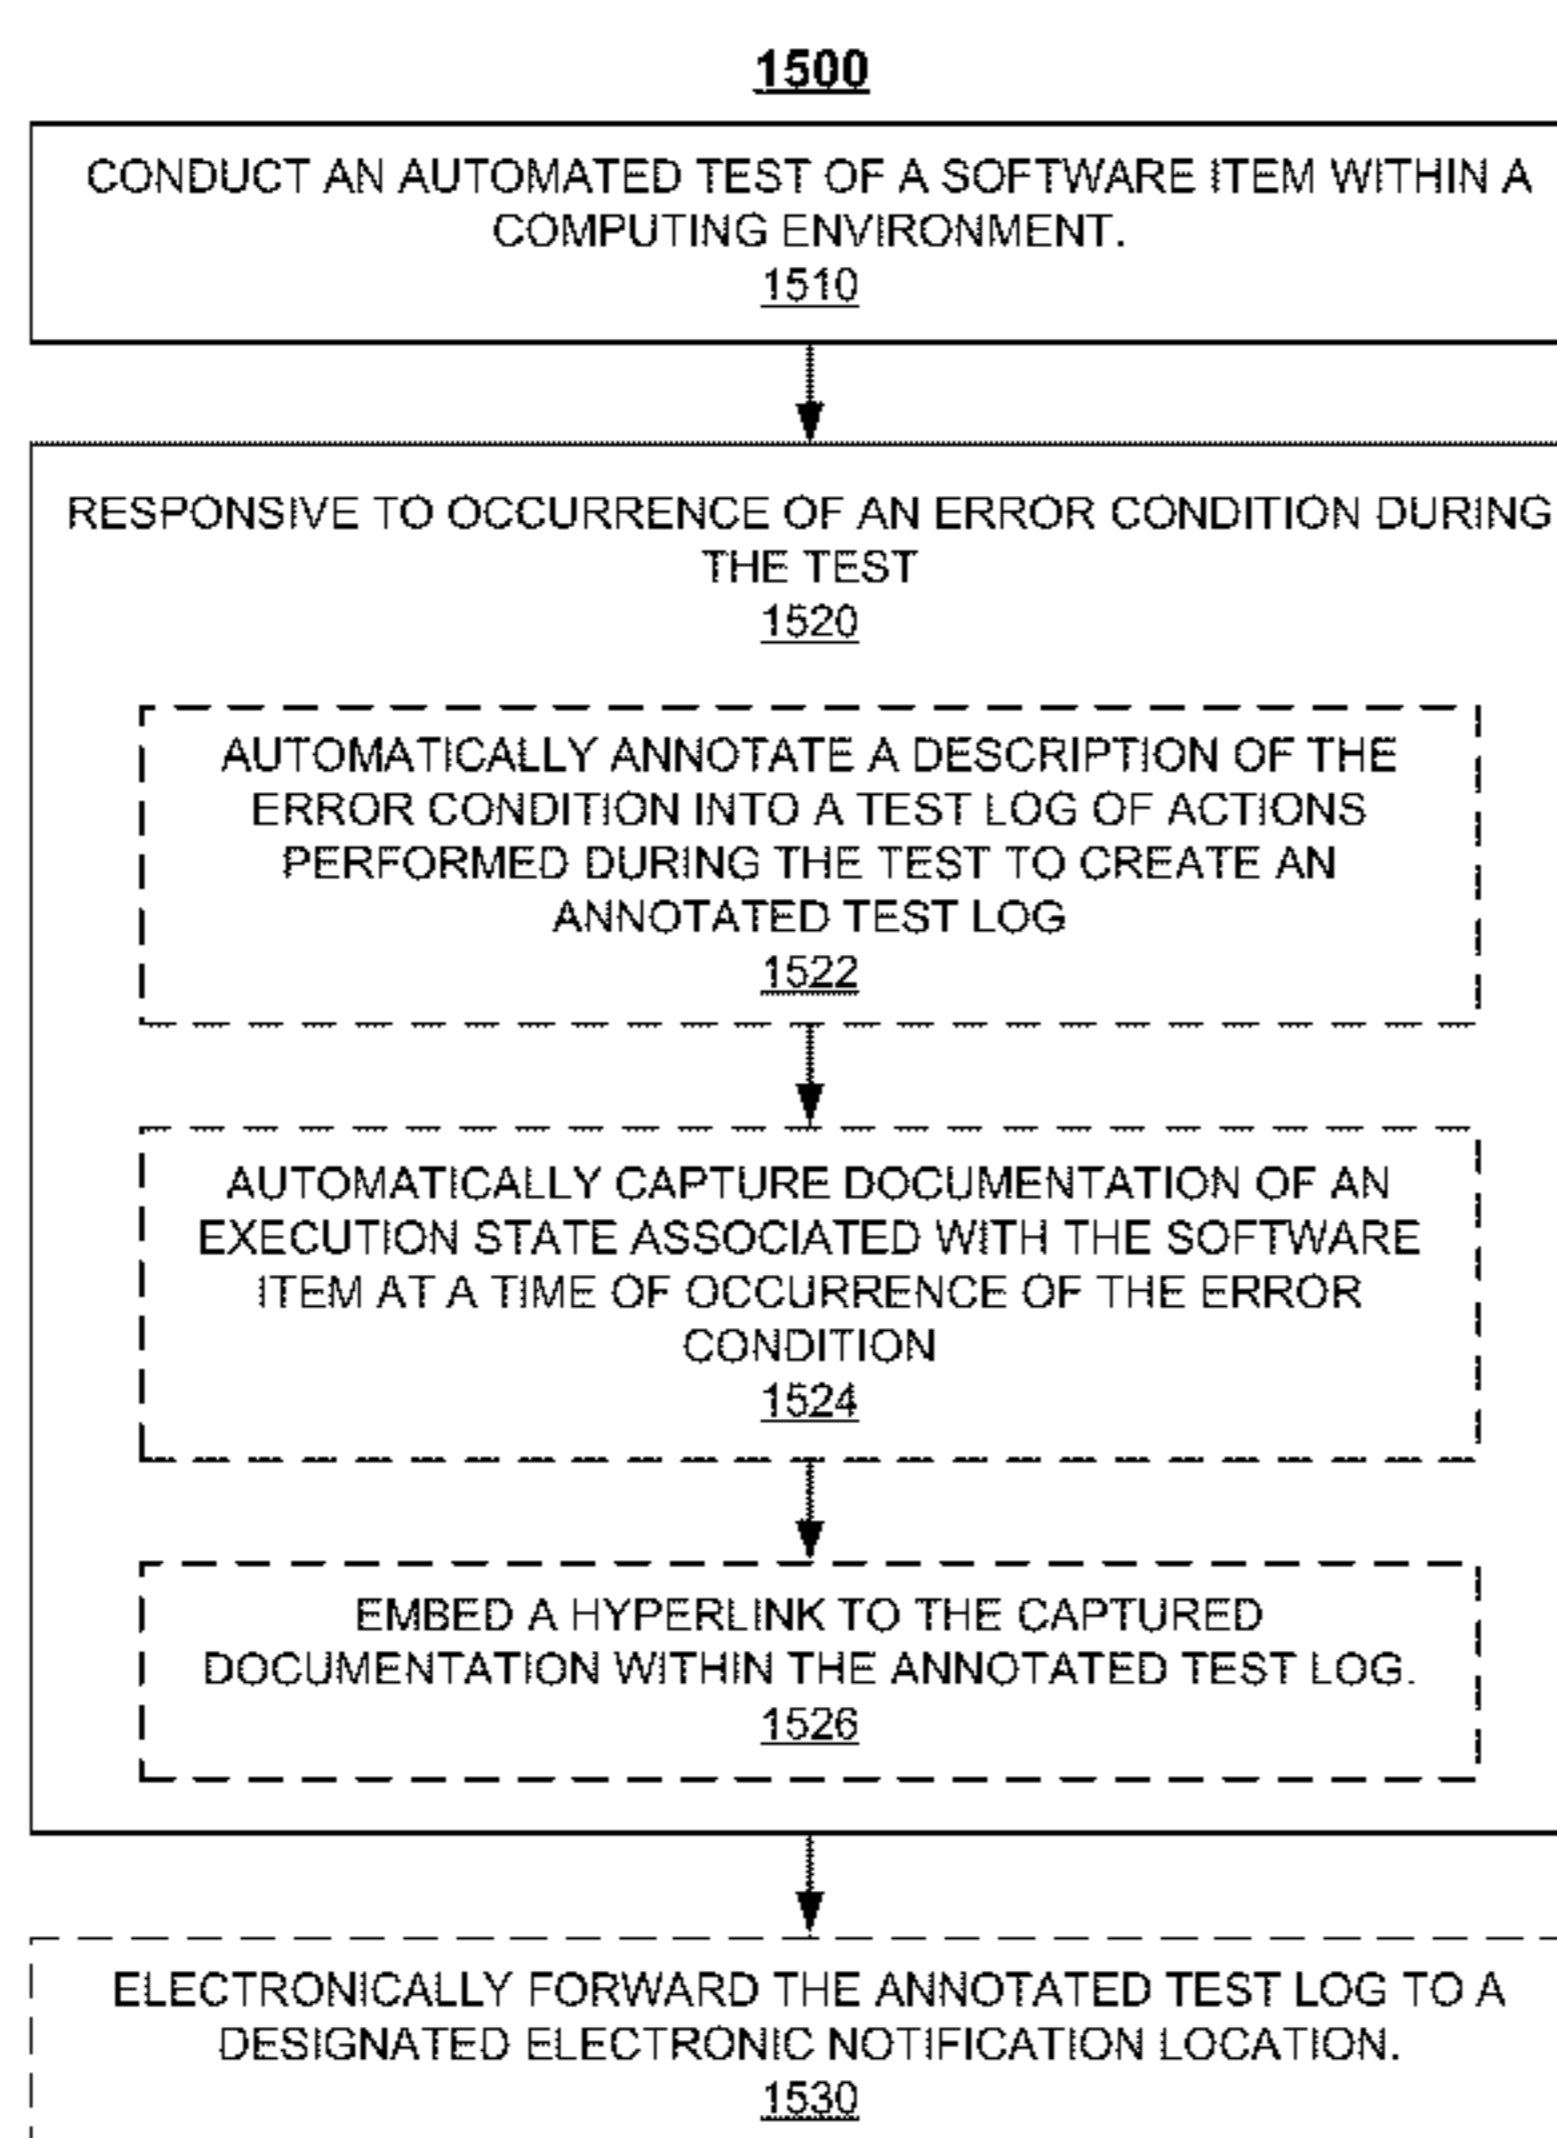 1500
CONDUCT AN AUTOMATED TEST OF A SOFTWARE ITEM WITHIN A
COMPUTING ENVIRONMENT.
1510
RESPONSIVE TO OCCURRENCE OF AN ERROR CONDITION DURING
THE TEST
1520
AUTOMATICALLY ANNOTATE A DESCRIPTION OF THE
ERROR CONDITION INTO A TEST LOG OF ACTIONS
PERFORMED DURING THE TEST TO CREATE AN
ANNOTATED TEST LOG
1522
AUTOMATICALLY CAPTURE DOCUMENTATION OF AN
EXECUTION STATE ASSOCIATED WITH THE SOFTWARE
ITEM AT A TIME OF OCCURRENCE OF THE ERROR
CONDITION
1524
EMBED A HYPERLINK TO THE CAPTURED
DOCUMENTATION WITHIN THE ANNOTATED TEST LOG.
1526
ELECTRONICALLY FORWARD THE ANNOTATED TEST LOG TO A
DESIGNATED ELECTRONIC NOTIFICATION LOCATION.
1530